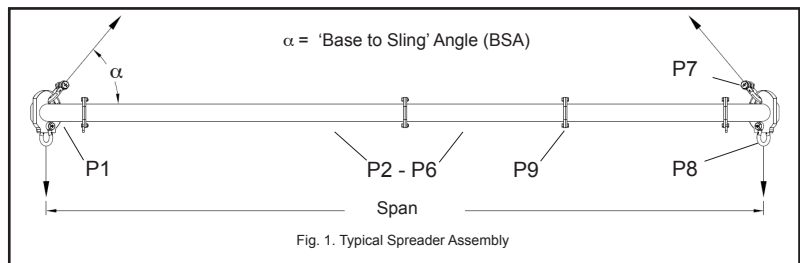 α = ‘Base to Sling’ Angle (BSA)
α
P7
P1
P2 - P6
P9
P8
Span
Fig. 1. Typical Spreader Assembly